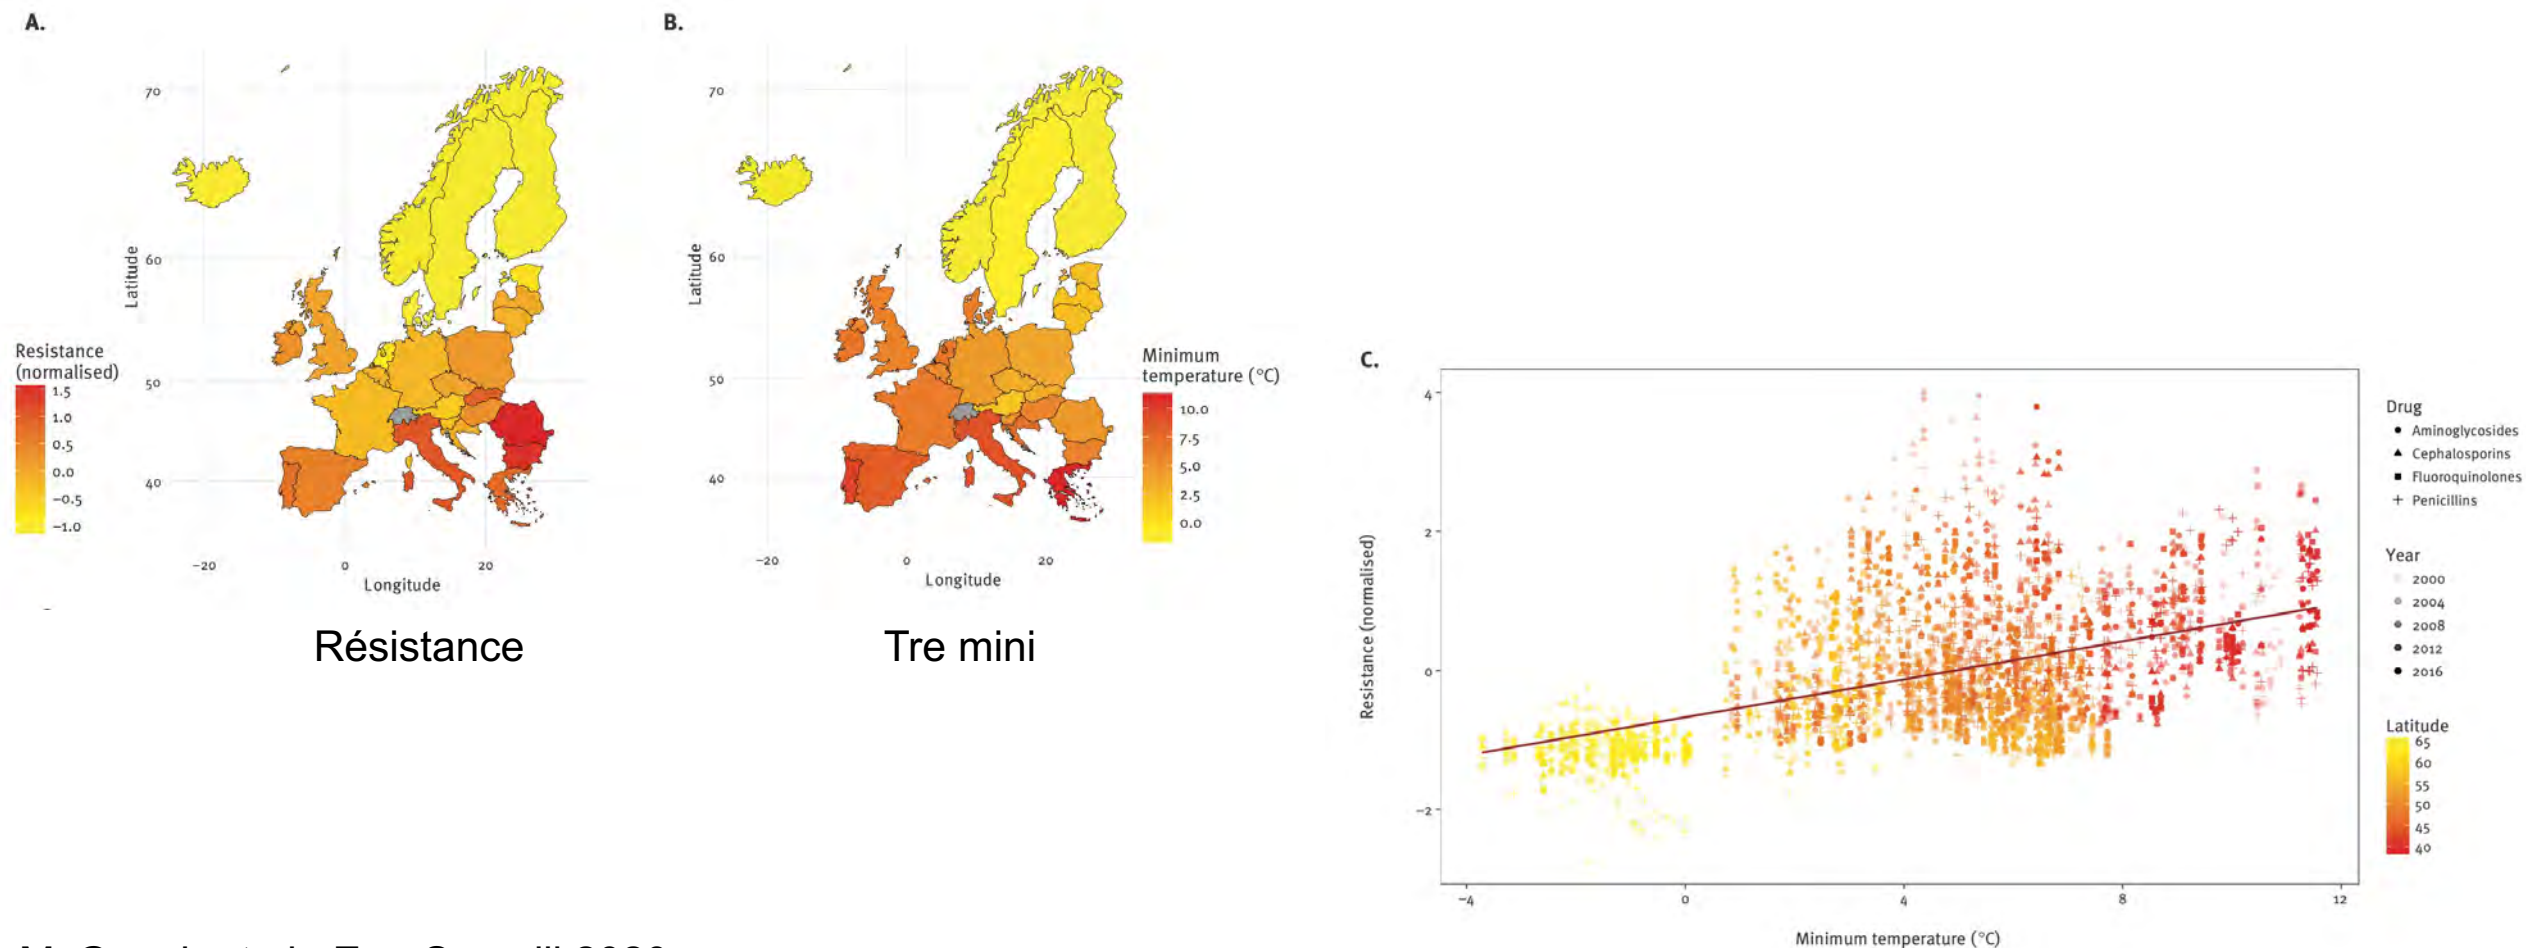 A.
70
60
50
40
Latitude
−20
0
20
Longitude
Resistance
(normalised)
1.5
1.0
0.5
0.0
−0.5
−1.0
Résistance
B.
70
60
50
40
Latitude
−20
0
20
Longitude
Minimum
temperature (°C)
10.0
7.5
5.0
2.5
0.0
Tre mini
C.
4
2
0
−2
Resistance (normalised)
−4
0
4
8
12
Minimum temperature (°C)
Drug
Aminoglycosides
Cephalosporins
Fluoroquinolones
Penicillins
Year
2000
2004
2008
2012
2016
Latitude
65
60
55
50
45
40